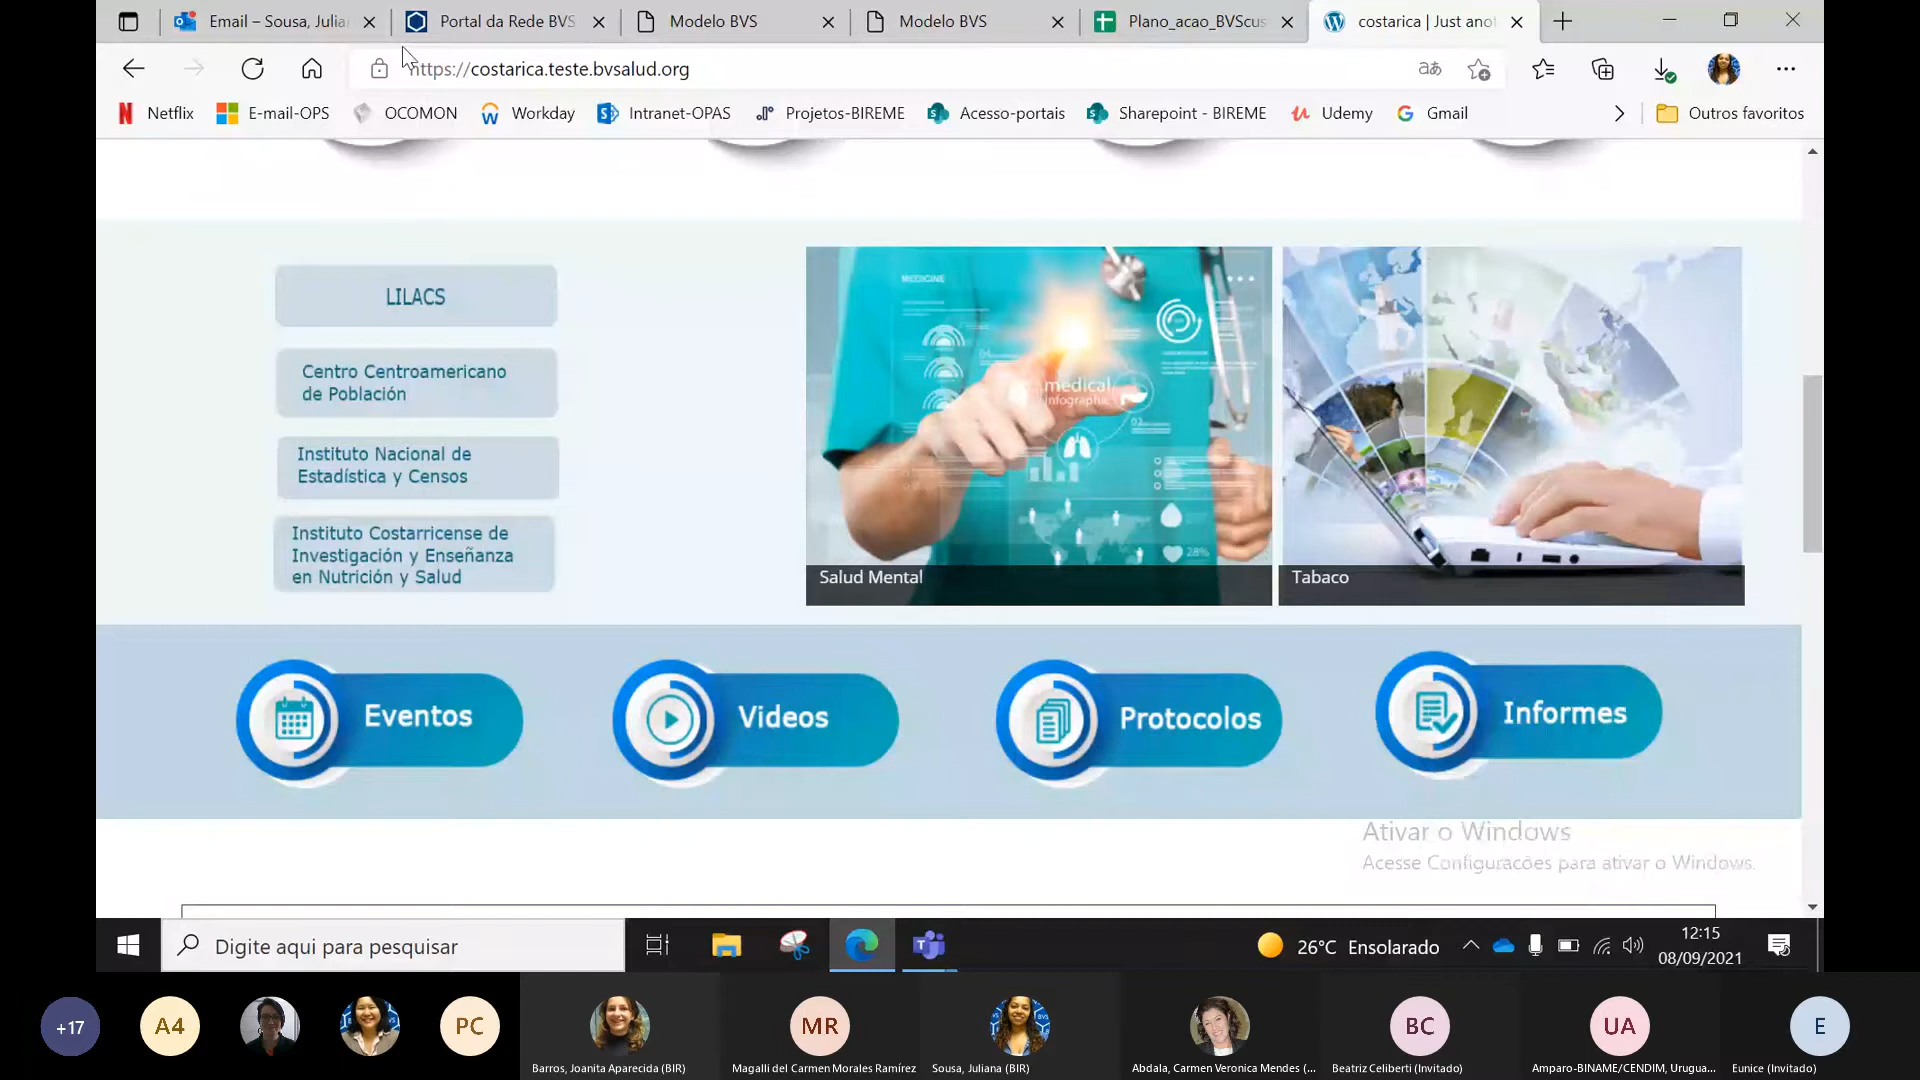 Email – Sousa, Julia
Portal da Rede BVS
Modelo BVS
Modelo BVS
Plano_acao_BVScus
costarica | Just anot
https://costarica.teste.bvsalud.org
Netflix
E-mail-OPS
OCOMON
Workday
Intranet-OPAS
Projetos-BIREME
Acesso-portais
Sharepoint - BIREME
Udemy
Gmail
Outros favoritos
LILACS
Centro Centroamericano
de Población
Instituto Nacional de
Estadística y Censos
Instituto Costarricense de
Investigación y Enseñanza
en Nutrición y Salud
MEDICINE
medical
infographic
28%
Salud Mental
Tabaco
Eventos
Videos
Protocolos
Informes
Ativar o Windows
Acesse Configurações para ativar o Windows.
Digite aqui para pesquisar
26°C Ensolarado
12:15
08/09/2021
+17
A4
PC
MR
BC
UA
E
Barros, Joanita Aparecida (BIR)
Magalli del Carmen Morales Ramírez
Sousa, Juliana (BIR)
Abdala, Carmen Veronica Mendes (...
Beatriz Celiberti (Invitado)
Amparo-BINAME/CENDIM, Urugua...
Eunice (Invitado)